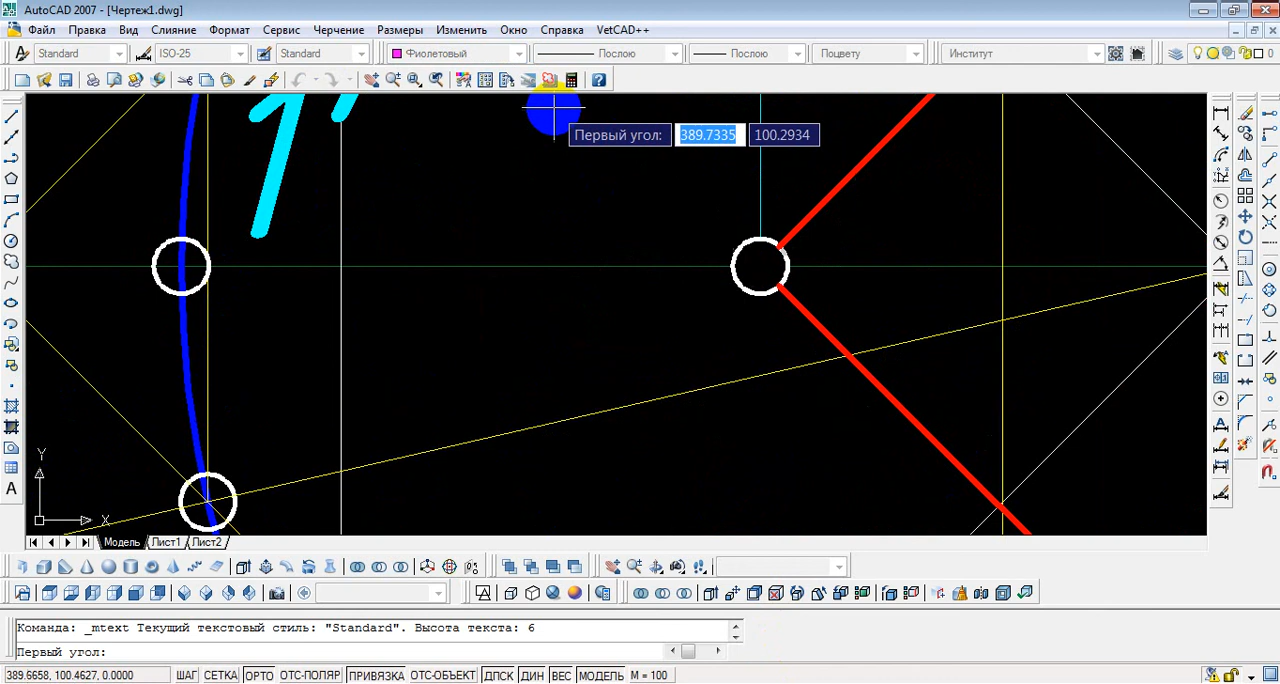 AutoCAD 2007 - [Чертеж1.dwg]
Файл Правка Вид Слияние Формат Сервис Черчение Размеры Изменить Окно Справка VetCAD++
Standard ISO-25 Standard Фиолетовый Послою Послою Поцвету Институт
1'
Первый угол: 389.7335 100.2934
Y
X
A
A
Модель Лист1 Лист2
Команда: _mtext Текущий текстовый стиль: "Standard". Высота текста: 6
Первый угол:
389.6658, 100.4627, 0.0000 ШАГ СЕТКА ОРТО ОТС-ПОЛЯР ПРИВЯЗКА ОТС-ОБЪЕКТ ДПСК ДИН ВЕС МОДЕЛЬ М = 100